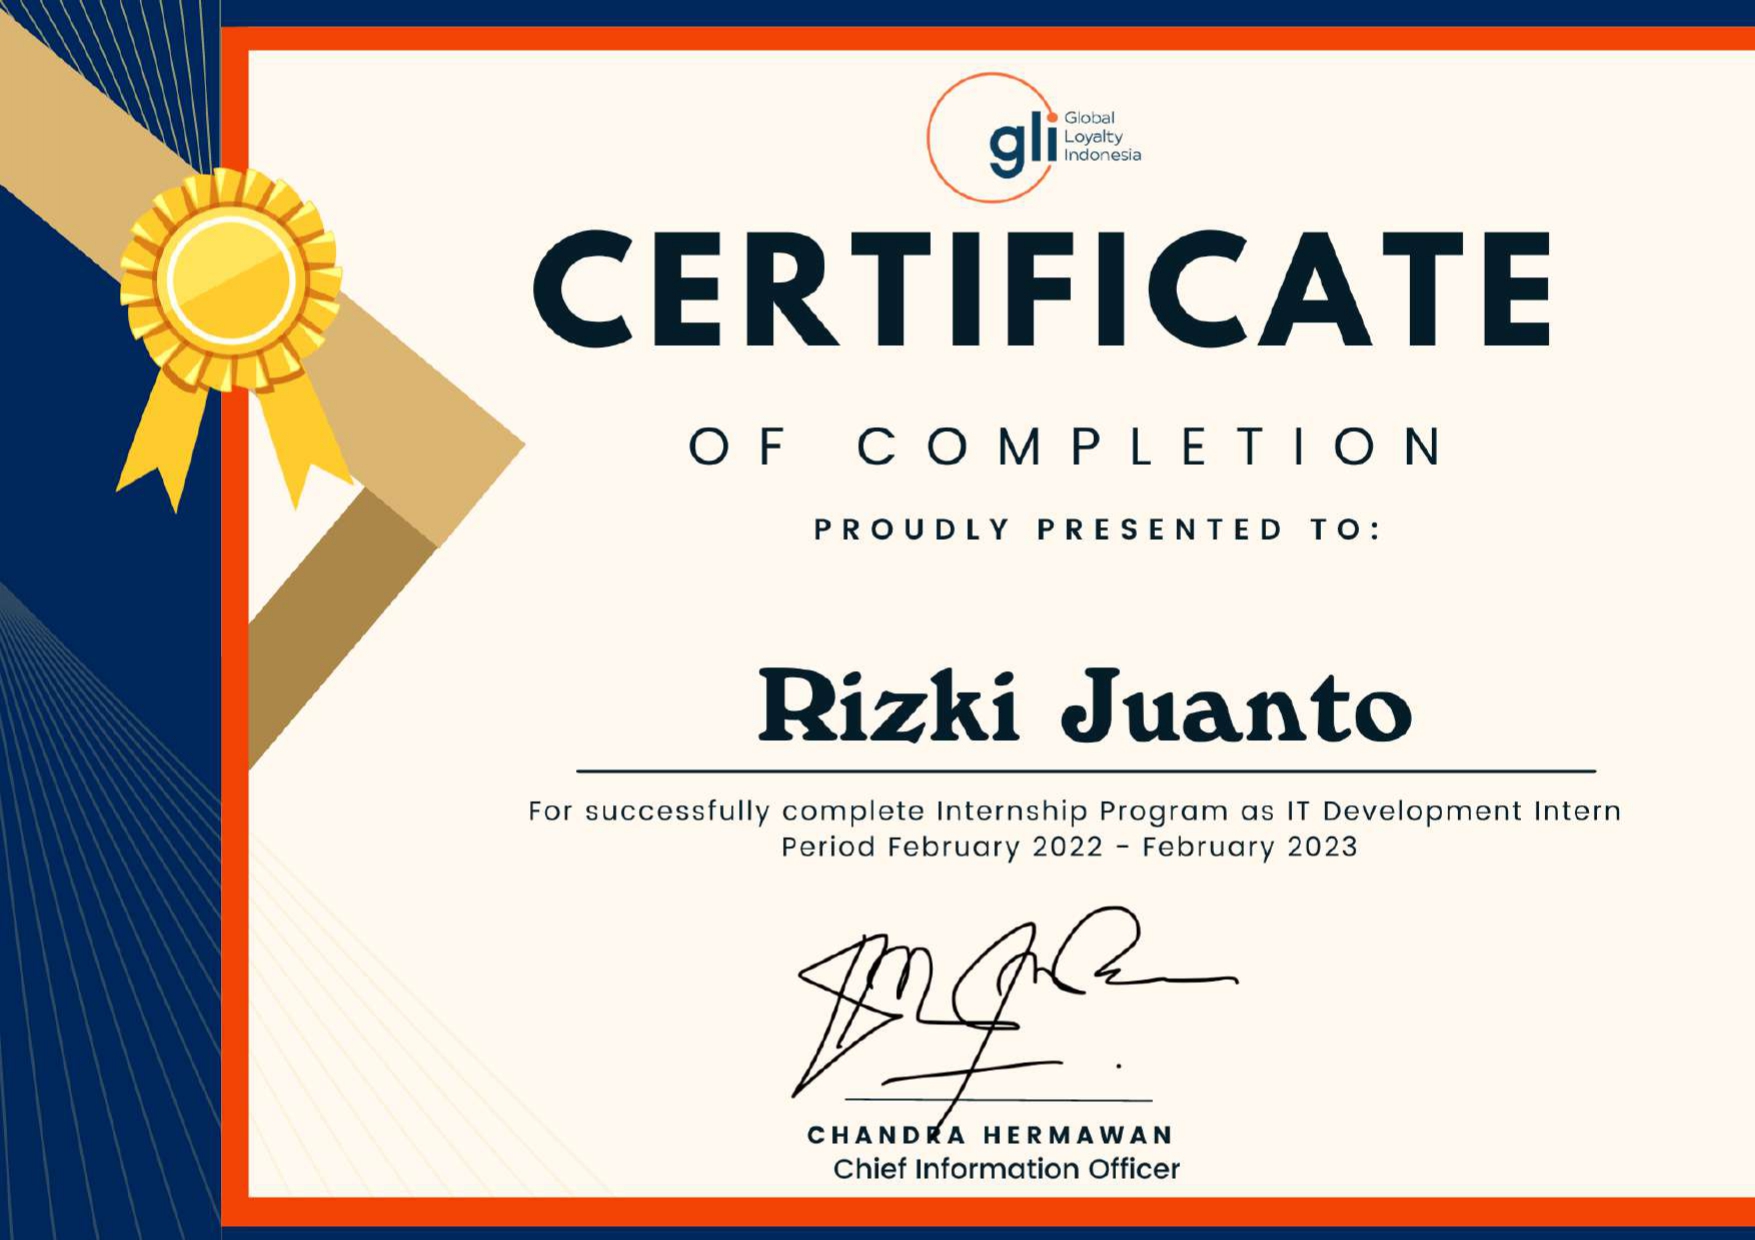 gli
Global
Loyalty
Indonesia
CERTIFICATE
OF COMPLETION
PROUDLY PRESENTED TO:
Rizki Juanto
For successfully complete Internship Program as IT Development Intern
Period February 2022 - February 2023
CHANDRA HERMAWAN
Chief Information Officer